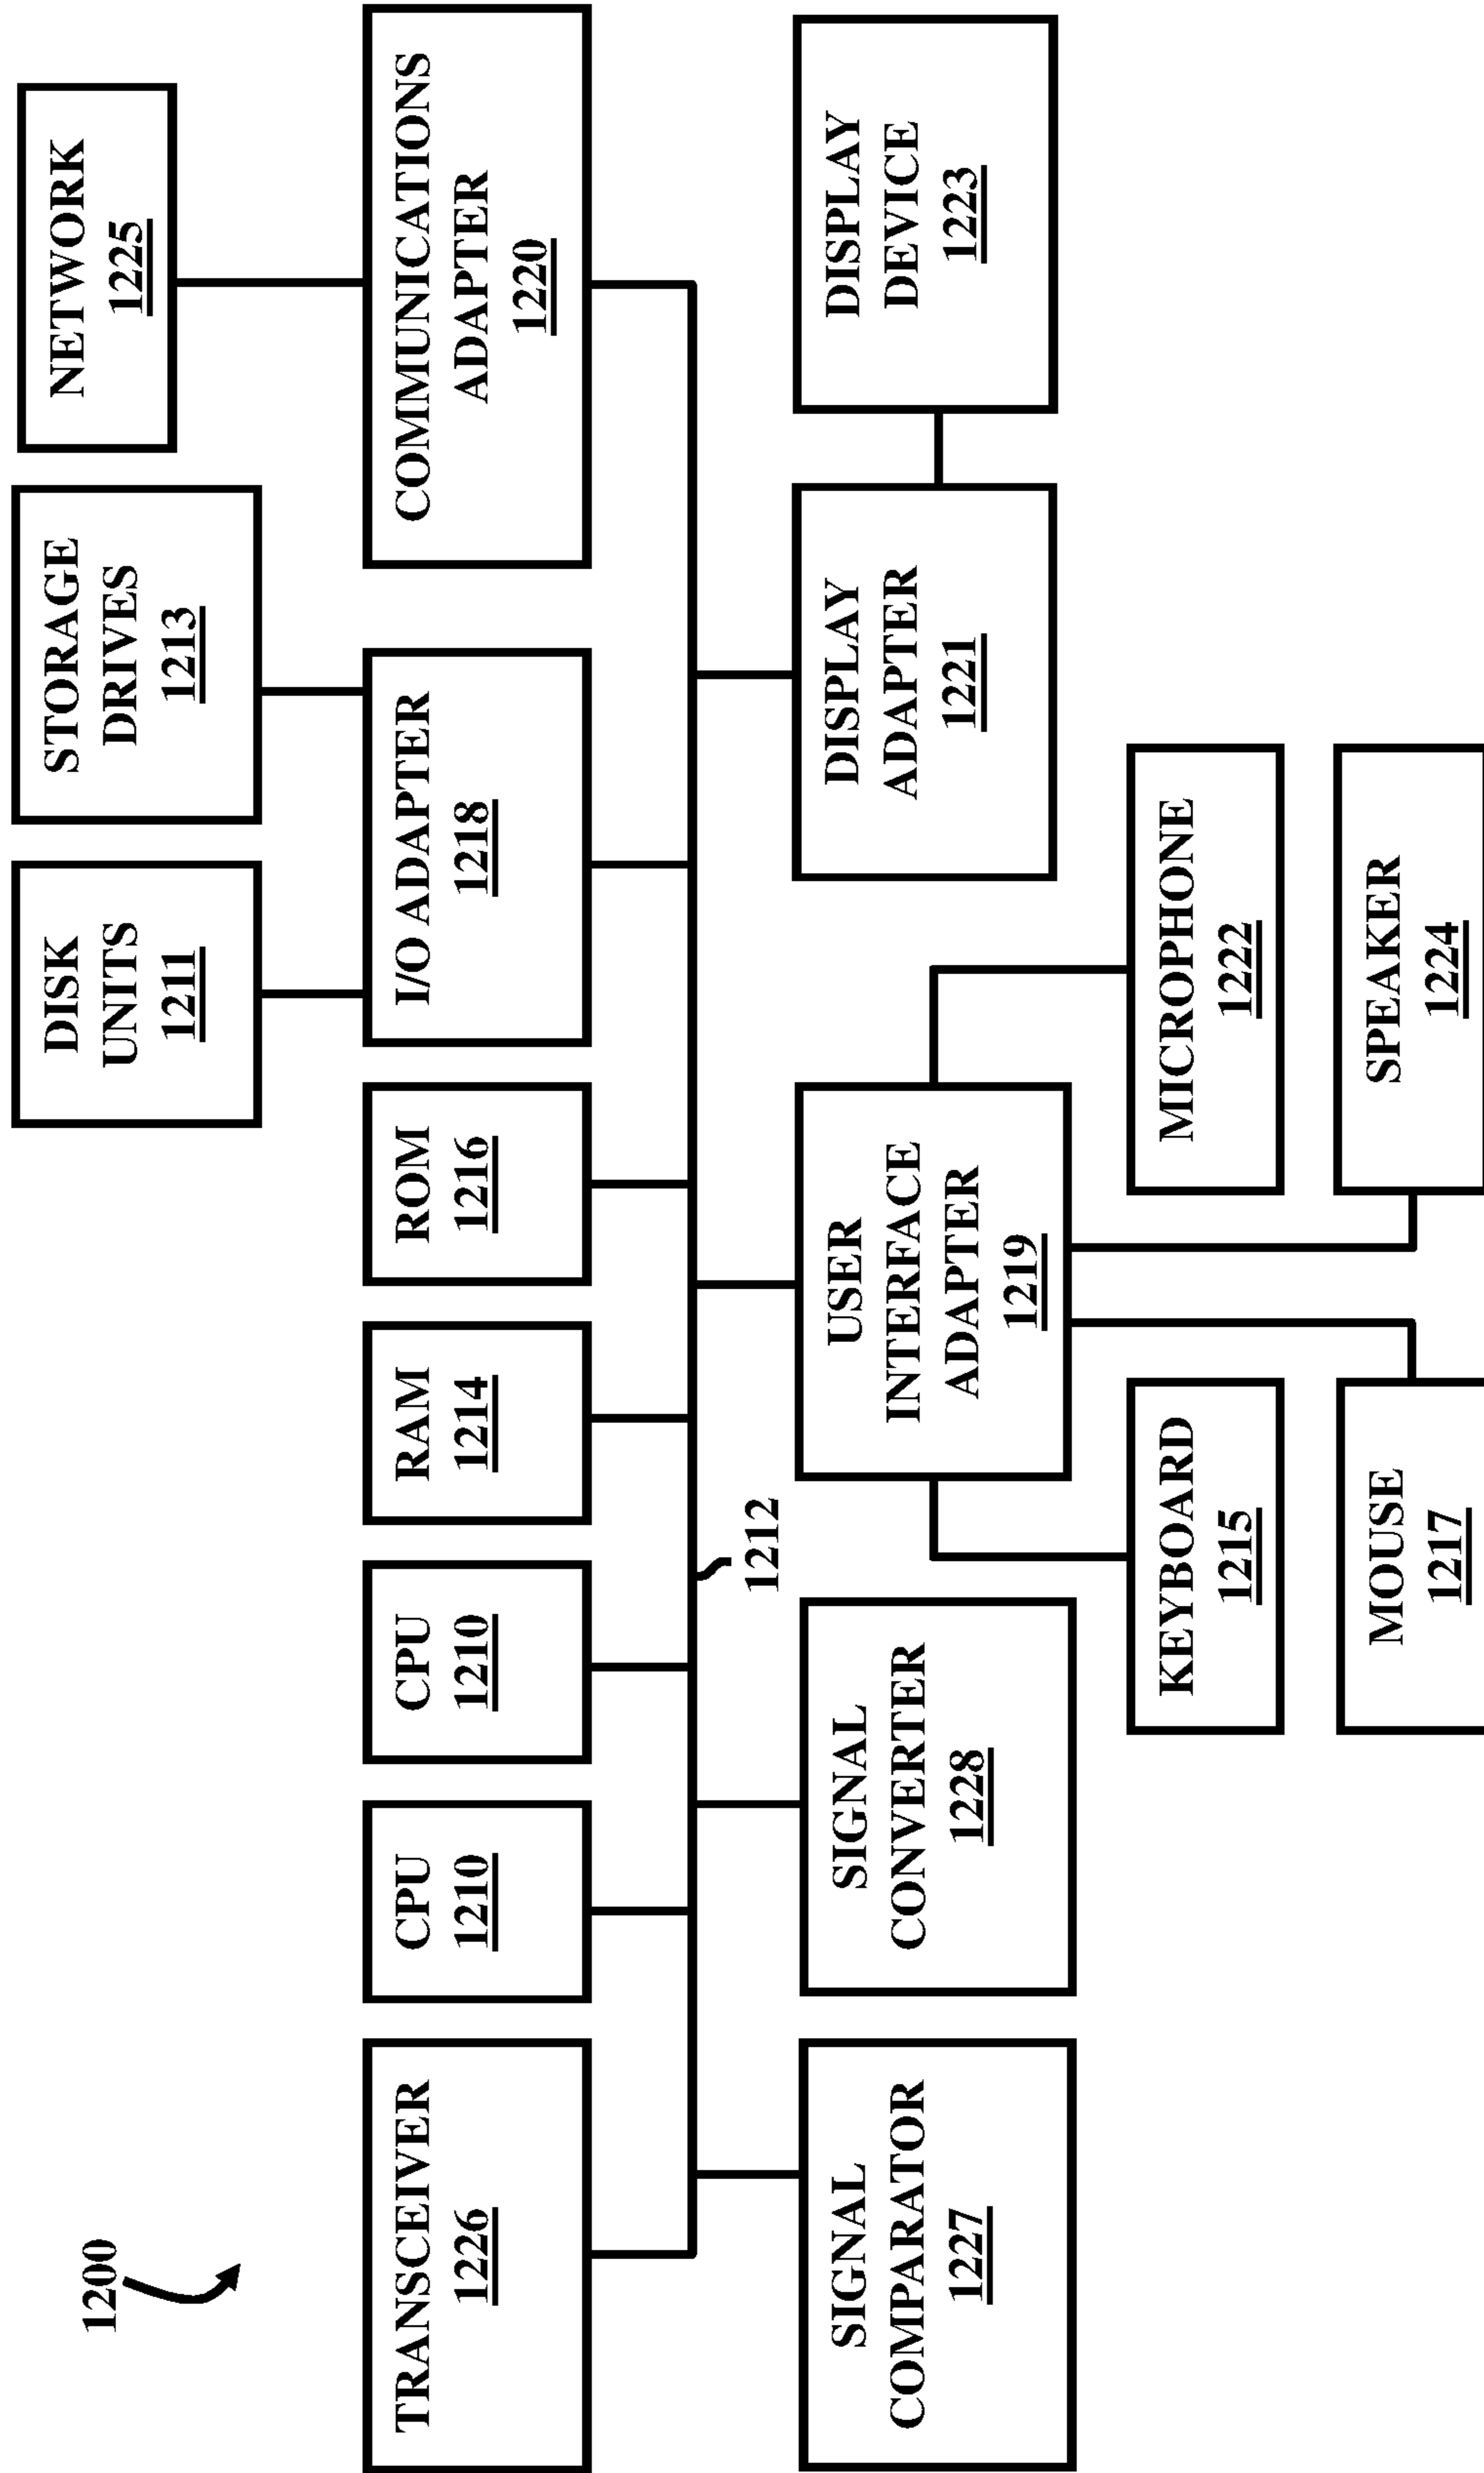 1200
DISK
UNITS
1211
STORAGE
DRIVES
1213
NETWORK
1225
TRANSCEIVER
1226
CPU
1210
CPU
1210
RAM
1214
ROM
1216
I/O ADAPTER
1218
COMMUNICATIONS
ADAPTER
1220
1212
SIGNAL
COMPARATOR
1227
SIGNAL
CONVERTER
1228
USER
INTERFACE
ADAPTER
1219
DISPLAY
ADAPTER
1221
DISPLAY
DEVICE
1223
KEYBOARD
1215
MICROPHONE
1222
MOUSE
1217
SPEAKER
1224